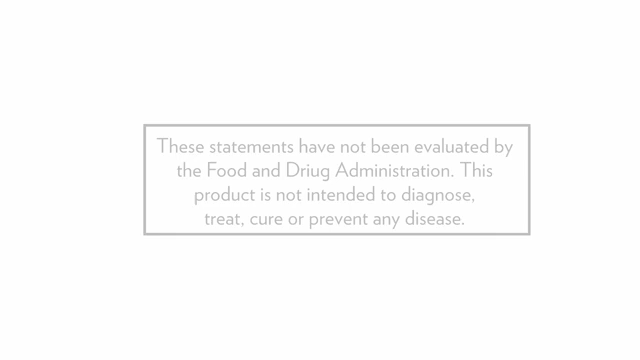 These statements have not been evaluated by
the Food and Driug Administration. This
product is not intended to diagnose,
treat, cure or prevent any disease.